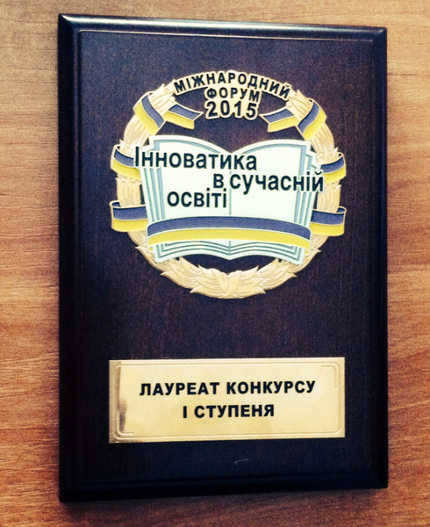 МІЖНАРОДНИЙ
ФОРУМ
2015
Інноватика
в сучасній
освіті
ЛАУРЕАТ КОНКУРСУ
І СТУПЕНЯ